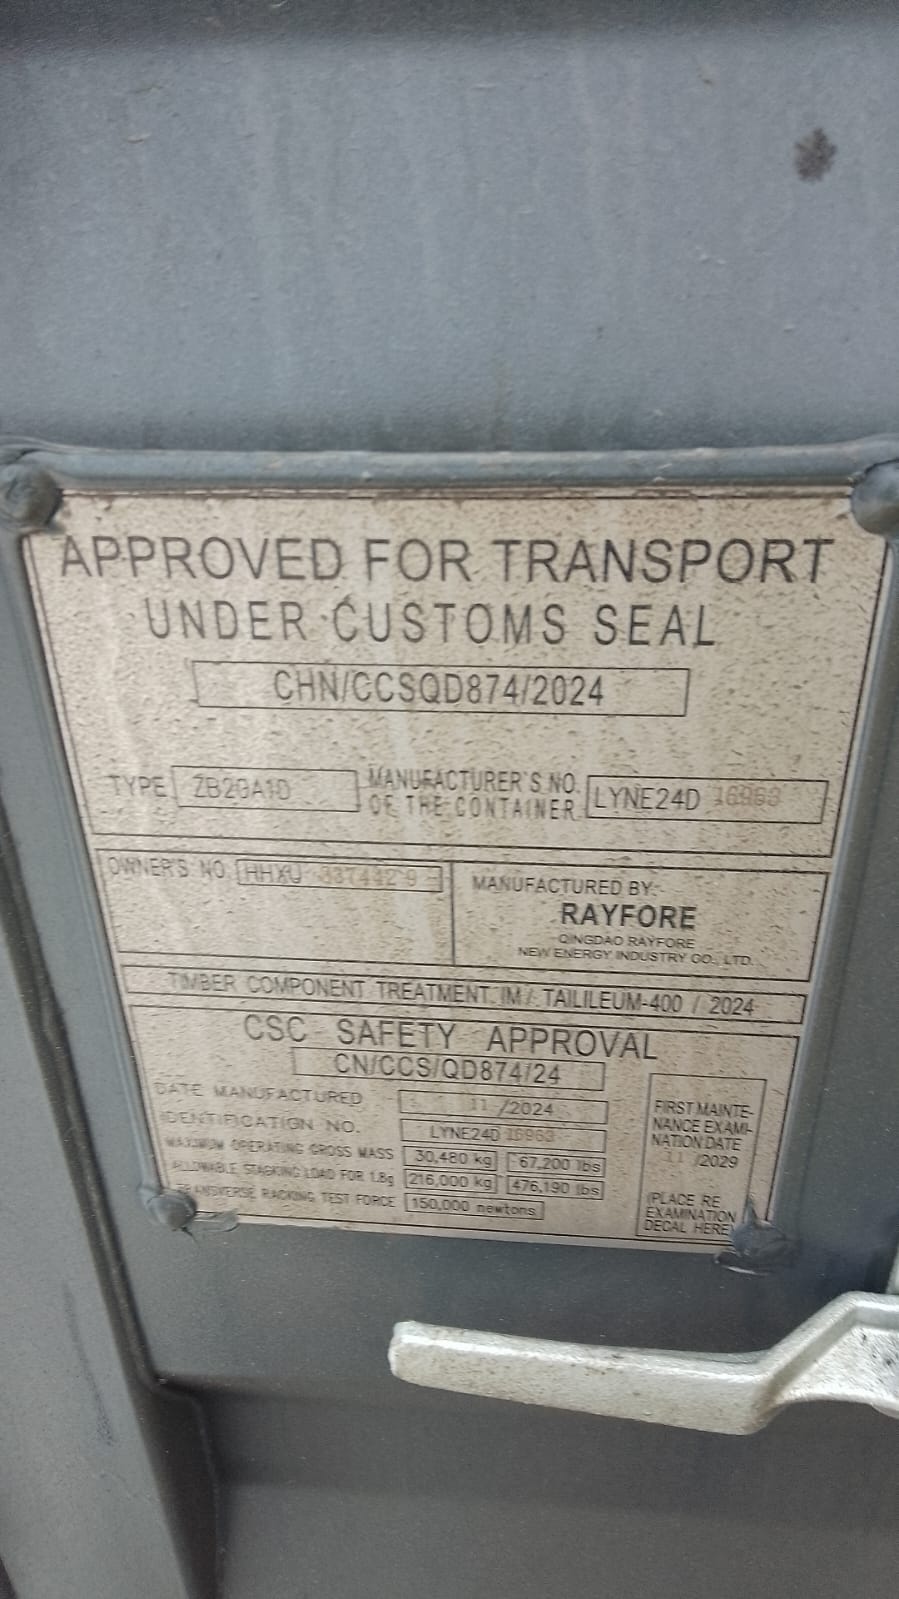 APPROVED FOR TRANSPORT
UNDER CUSTOMS SEAL
CHN/CCSQD874/2024
TYPE ZB20A1D MANUFACTURER'S NO. OF THE CONTAINER LYNE24D 16963
OWNER'S NO. HHXU
MANUFACTURED BY:
RAYFORE
QINGDAO RAYFORE
NEW ENERGY INDUSTRY CO., LTD.
TIMBER COMPONENT TREATMENT IM / TAILILEUM-400 / 2024
CSC SAFETY APPROVAL
CN/CCS/QD874/24
DATE MANUFACTURED 11 /2024
IDENTIFICATION NO. LYNE24D 16963
MAXIMUM OPERATING GROSS MASS 30,480 kg 67,200 lbs
ALLOWABLE STACKING LOAD FOR 1.8g 216,000 kg 476,190 lbs
TRANSVERSE RACKING TEST FORCE 150,000 newtons
FIRST MAINTE-
NANCE EXAMI-
NATION DATE
11 /2029
(PLACE RE
EXAMINATION
DECAL HERE)